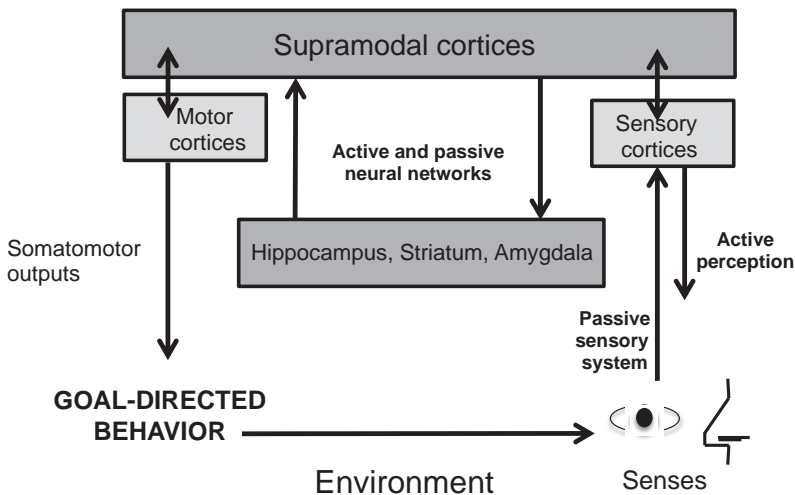 Supramodal cortices
Motor
cortices
Sensory
cortices
Active and passive
neural networks
Hippocampus, Striatum, Amygdala
Somatomotor
outputs
Active
perception
Passive
sensory
system
GOAL-DIRECTED
BEHAVIOR
Environment
Senses